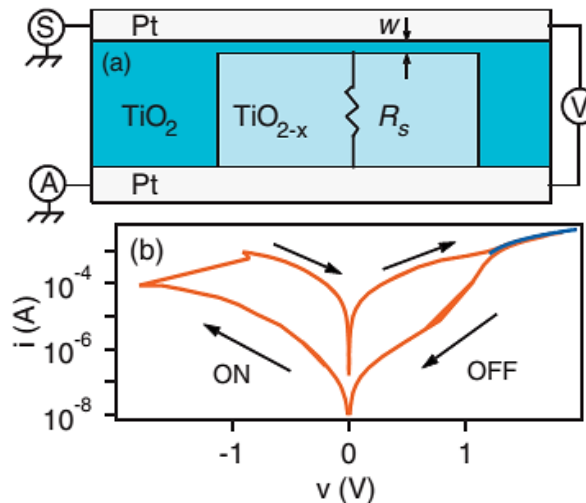 S Pt w
(a)
TiO₂ TiO₂₋ₓ Rₛ V
A Pt
(b)
10⁻⁴
i (A)
10⁻⁶
ON OFF
10⁻⁸
-1 0 1
v (V)